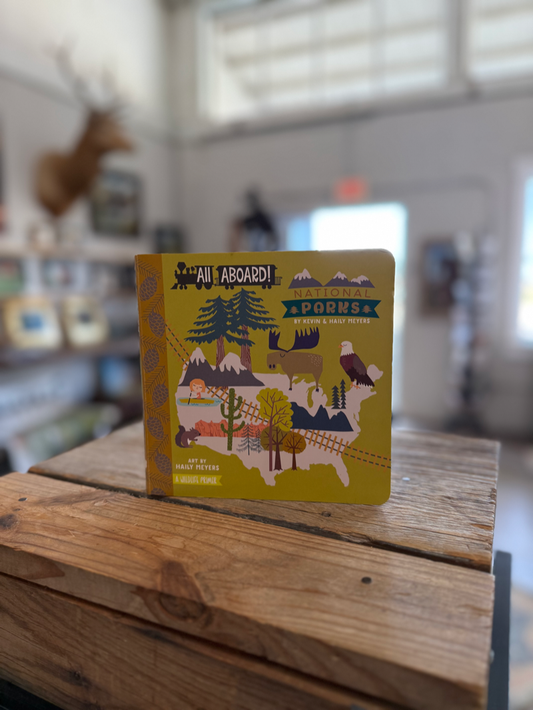 All ABOARD!
NATIONAL
PARKS
BY KEVIN & HAILY MEYERS
ART BY
HAILY MEYERS
A WILDLIFE PRIMER